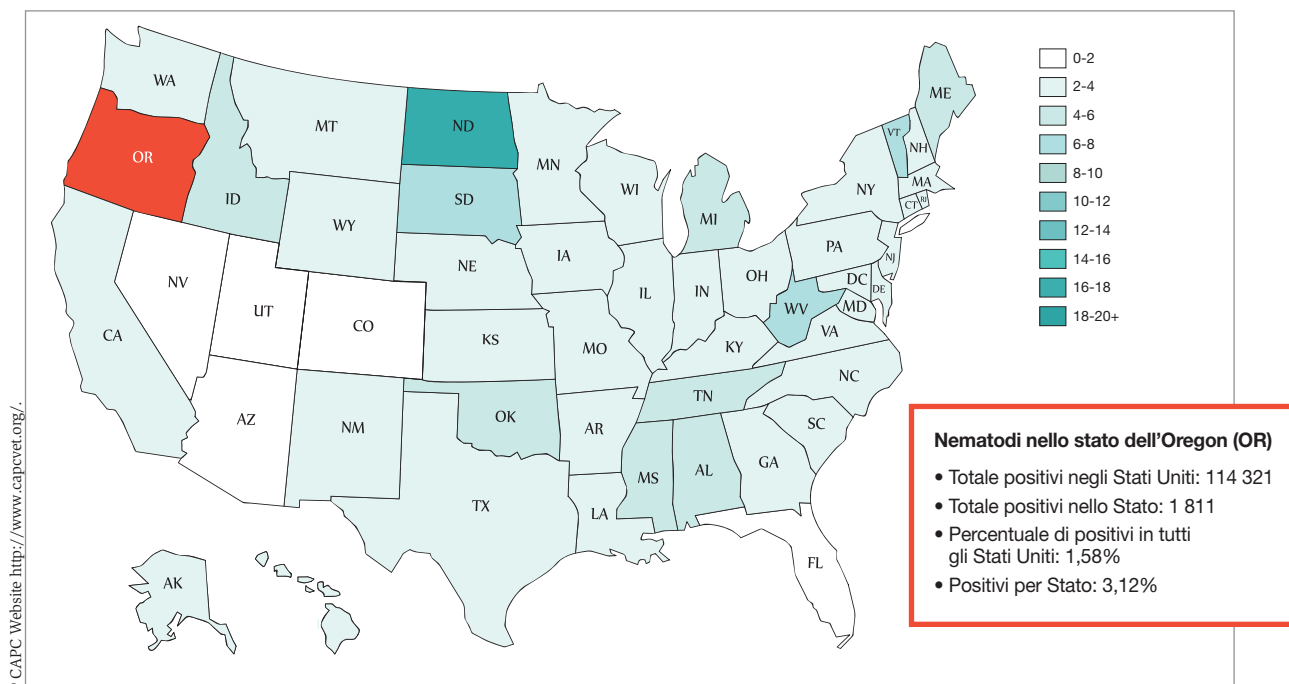 WA
MT
ND
MN
OR
ID
SD
WI
MI
ME
VT
NH
NY
MA
CT
RI
WY
NE
IA
PA
NJ
NV
UT
CO
IL
IN
OH
DC
DE
MD
WV
VA
CA
KS
MO
KY
NC
TN
AZ
NM
OK
AR
SC
MS
AL
GA
TX
LA
FL
AK
0-2
2-4
4-6
6-8
8-10
10-12
12-14
14-16
16-18
18-20+
Nematodi nello stato dell’Oregon (OR)
• Totale positivi negli Stati Uniti: 114 321
• Totale positivi nello Stato: 1 811
• Percentuale di positivi in tutti
gli Stati Uniti: 1,58%
• Positivi per Stato: 3,12%
CAPC Website http://www.capcvet.org/.